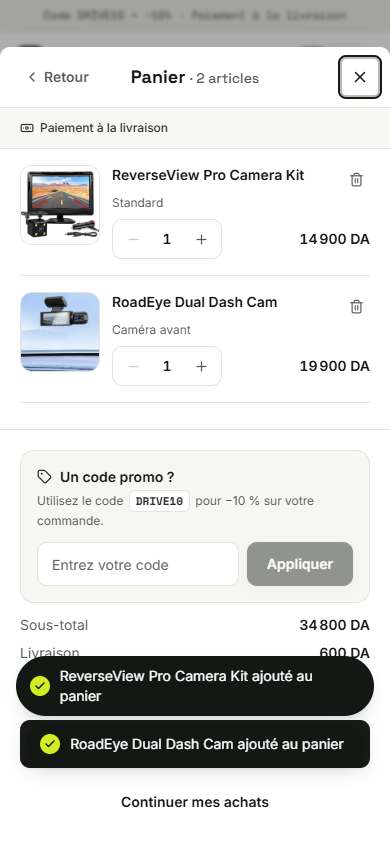 Code DRIVE10 = -10% · Paiement à la livraison
Retour
Panier · 2 articles
Paiement à la livraison
ReverseView Pro Camera Kit
Standard
1
14 900 DA
RoadEye Dual Dash Cam
Caméra avant
1
19 900 DA
Un code promo ?
Utilisez le code DRIVE10 pour −10 % sur votre
commande.
Entrez votre code
Appliquer
Sous-total
34 800 DA
Livraison
600 DA
ReverseView Pro Camera Kit ajouté au
panier
RoadEye Dual Dash Cam ajouté au panier
Continuer mes achats